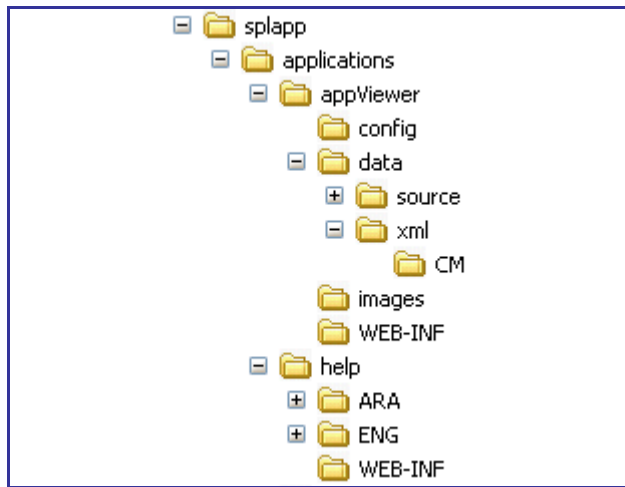 splapp
applications
appViewer
config
data
source
xml
CM
images
WEB-INF
help
ARA
ENG
WEB-INF